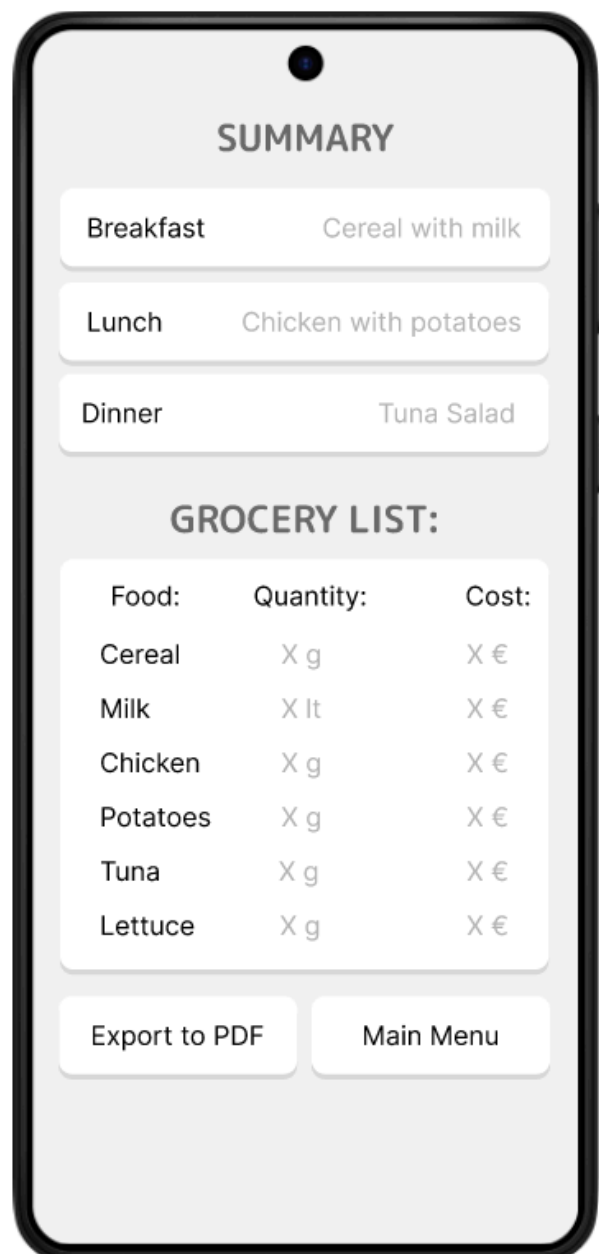 SUMMARY
Breakfast Cereal with milk
Lunch Chicken with potatoes
Dinner Tuna Salad
GROCERY LIST:
Food: Quantity: Cost:
Cereal X g X €
Milk X lt X €
Chicken X g X €
Potatoes X g X €
Tuna X g X €
Lettuce X g X €
Export to PDF Main Menu